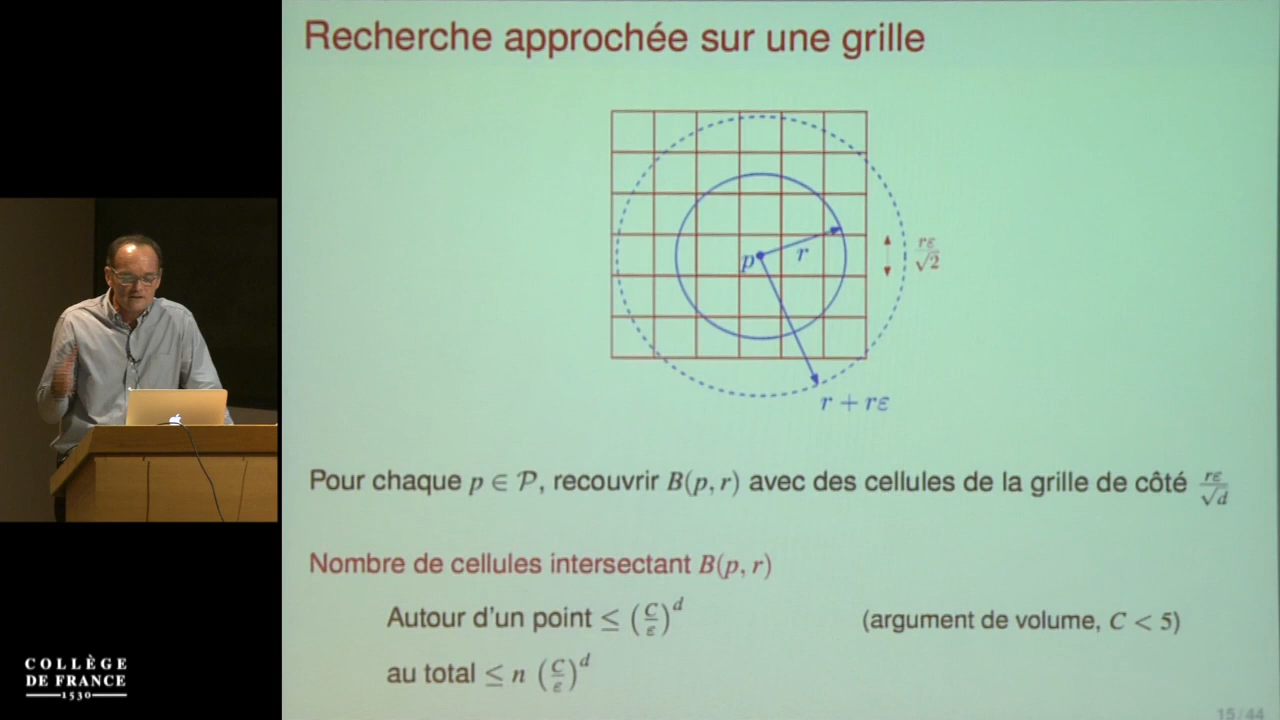 Recherche approchée sur une grille
p
r
rε/√2
r + rε
Pour chaque p ∈ P, recouvrir B(p, r) avec des cellules de la grille de côté rε/√d
Nombre de cellules intersectant B(p, r)
Autour d'un point ≤ (C/ε)^d (argument de volume, C < 5)
au total ≤ n (C/ε)^d
15/44
COLLÈGE
DE FRANCE
1530